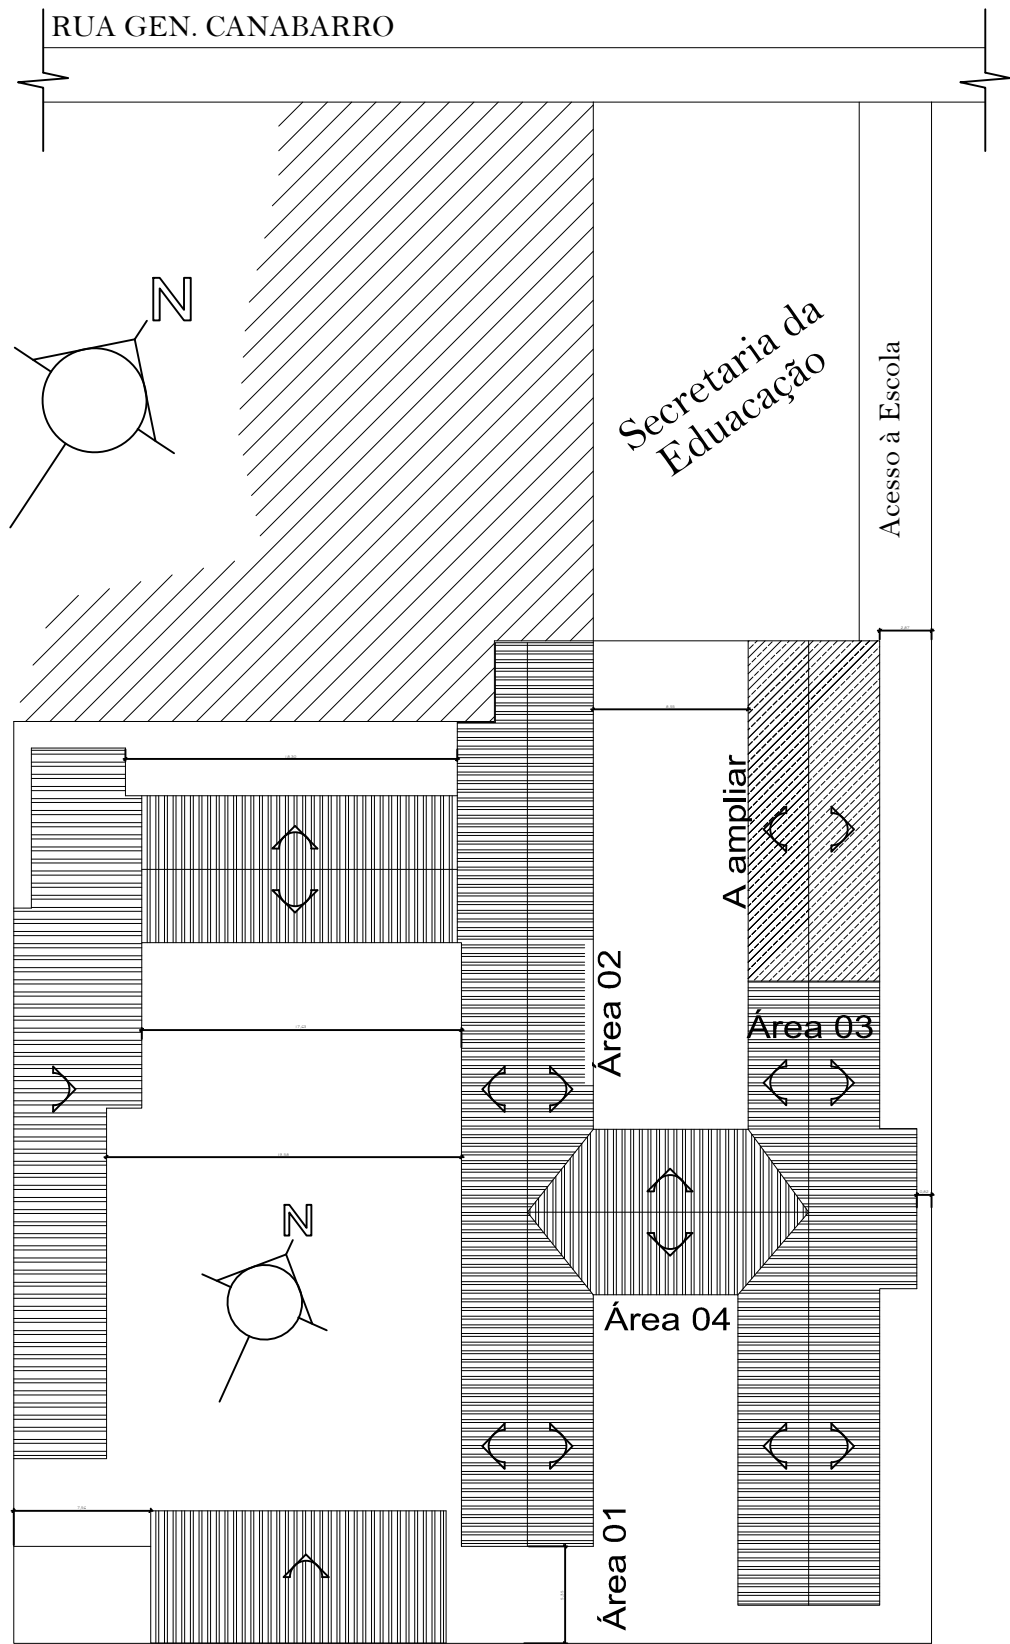 RUA GEN. CANABARRO
N
Secretaria da
Eduacação
Acesso à Escola
A ampliar
Área 02
Área 03
N
Área 04
Área 01